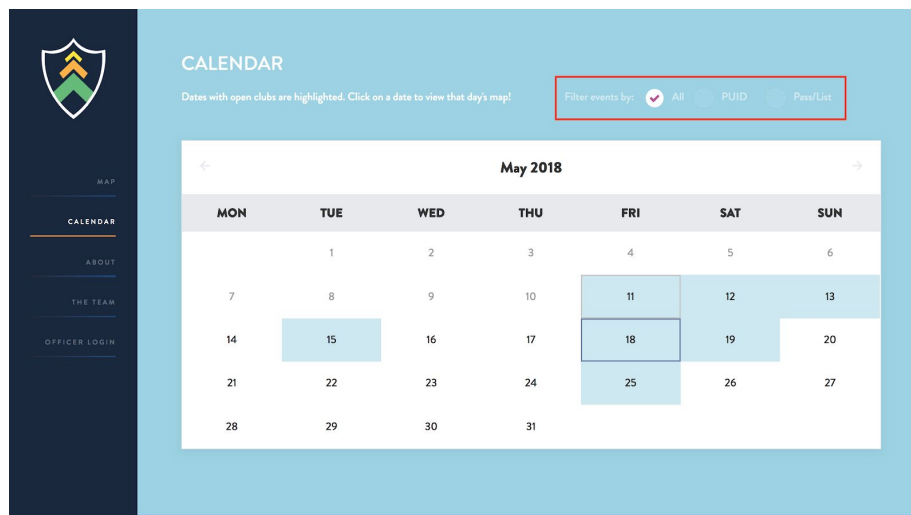 CALENDAR
Dates with open clubs are highlighted. Click on a date to view that day's map!
Filter events by: All PUID Pass/List
MAP
CALENDAR
ABOUT
THE TEAM
OFFICER LOGIN
← May 2018 →
MON TUE WED THU FRI SAT SUN
1 2 3 4 5 6
7 8 9 10 11 12 13
14 15 16 17 18 19 20
21 22 23 24 25 26 27
28 29 30 31